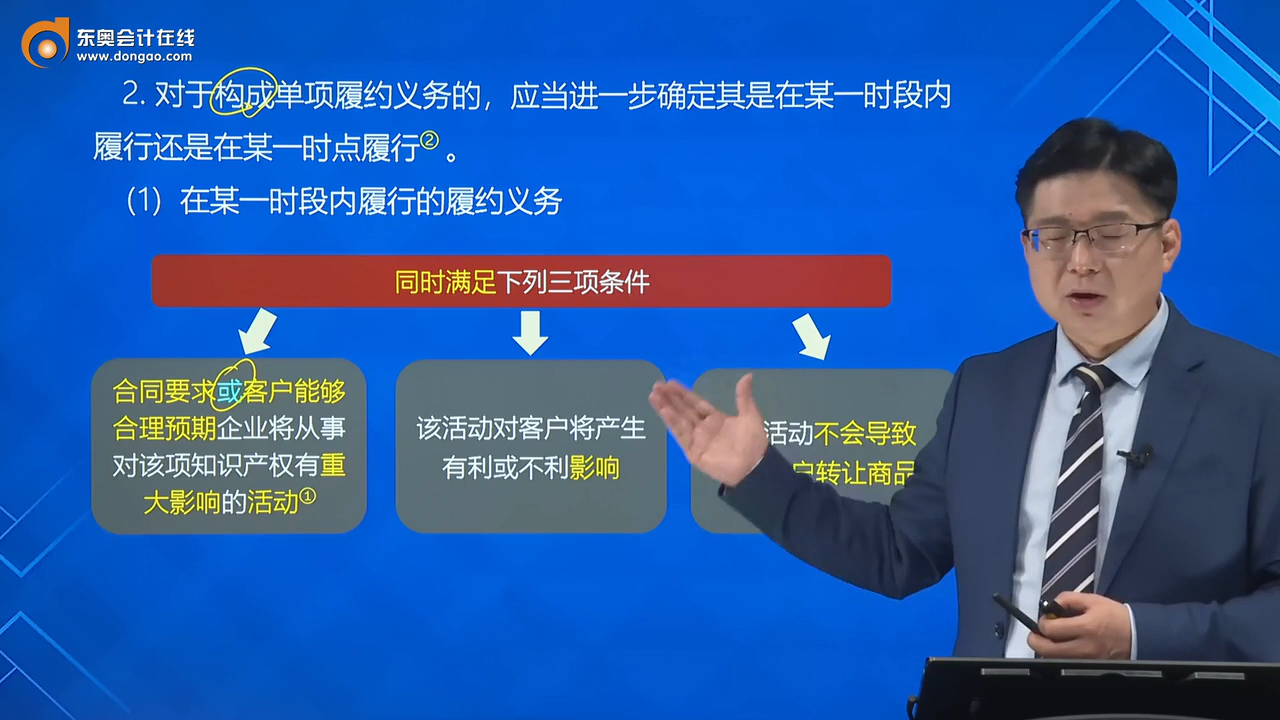 东奥会计在线
www.dongao.com
2. 对于构成单项履约义务的，应当进一步确定其是在某一时段内
履行还是在某一时点履行②。
（1）在某一时段内履行的履约义务
同时满足下列三项条件
合同要求或客户能够
合理预期企业将从事
对该项知识产权有重
大影响的活动①
该活动对客户将产生
有利或不利影响
活动不会导致
户转让商品